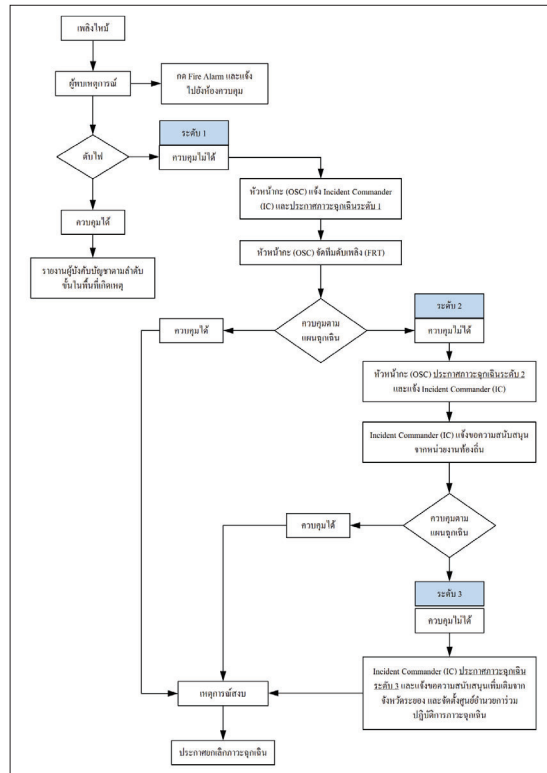 เพลิงไหม้
ผู้พบเหตุการณ์
กด Fire Alarm และแจ้ง
ไปยังห้องควบคุม
ดับไฟ
ระดับ 1
ควบคุมไม่ได้
ควบคุมได้
รายงานผู้บังคับบัญชาตามลำดับ
ชั้นในพื้นที่เกิดเหตุ
หัวหน้ากะ (OSC) แจ้ง Incident Commander
(IC) และประกาศภาวะฉุกเฉินระดับ 1
หัวหน้ากะ (OSC) จัดทีมดับเพลิง (FRT)
ควบคุมตาม
แผนฉุกเฉิน
ควบคุมได้
ระดับ 2
ควบคุมไม่ได้
หัวหน้ากะ (OSC) ประกาศภาวะฉุกเฉินระดับ 2
และแจ้ง Incident Commander (IC)
Incident Commander (IC) แจ้งขอความสนับสนุน
จากหน่วยงานท้องถิ่น
ควบคุมตาม
แผนฉุกเฉิน
ควบคุมได้
ระดับ 3
ควบคุมไม่ได้
Incident Commander (IC) ประกาศภาวะฉุกเฉิน
ระดับ 3 และแจ้งขอความสนับสนุนเพิ่มเติมจาก
จังหวัดระยอง และจัดตั้งศูนย์อำนวยการร่วม
ปฏิบัติการภาวะฉุกเฉิน
เหตุการณ์สงบ
ประกาศยกเลิกภาวะฉุกเฉิน